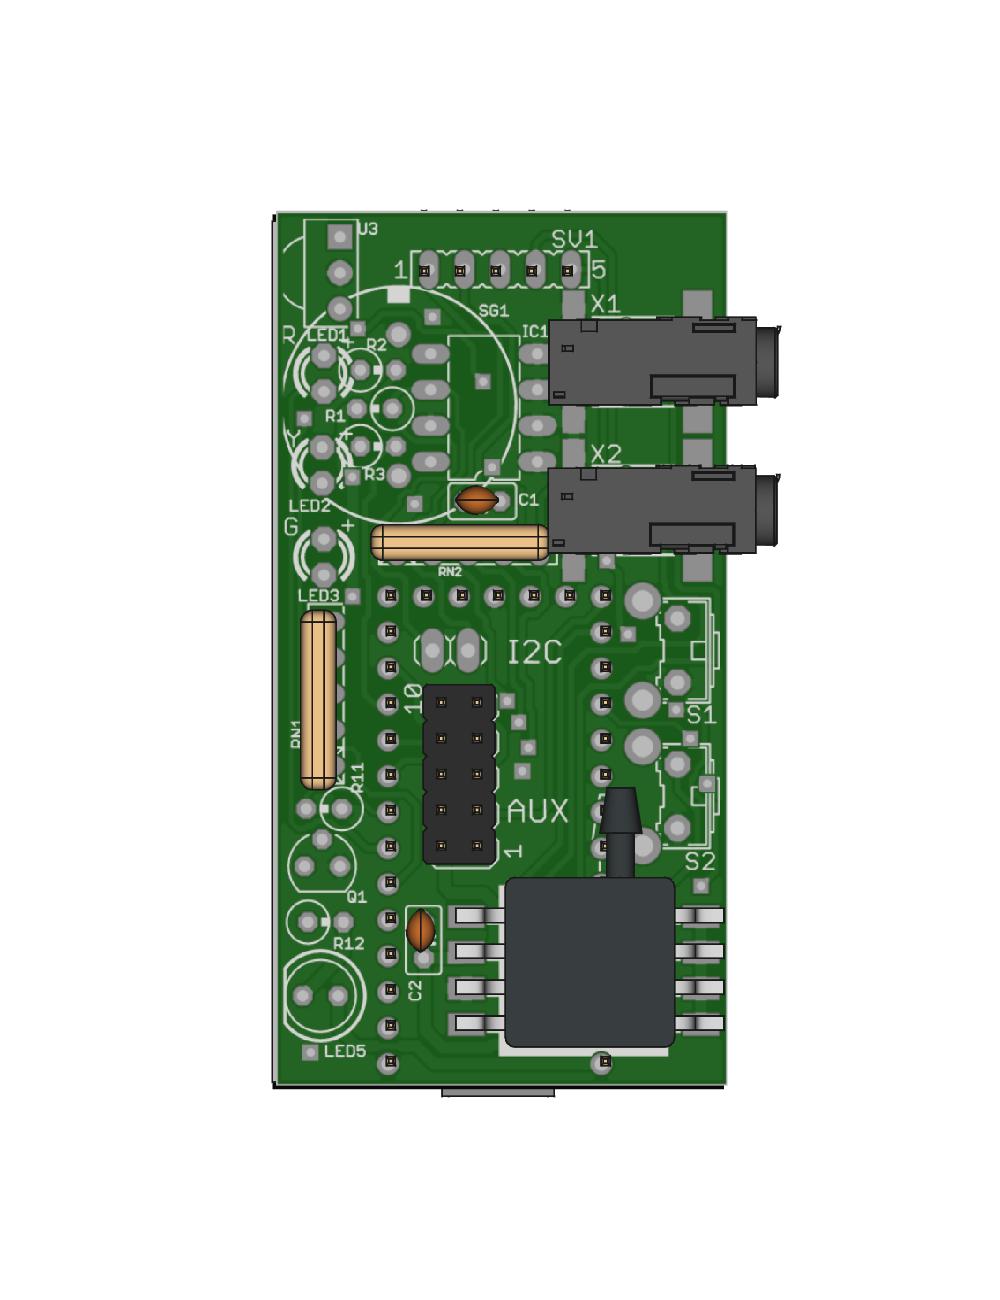 U3
SV1
1
5
SG1
X1
R
LED1
+
R2
IC1
R1
Y
+
X2
R3
LED2
C1
G
+
RN2
LED3
I2C
10
S1
RN1
R11
AUX
1
S2
Q1
R12
C2
LED5